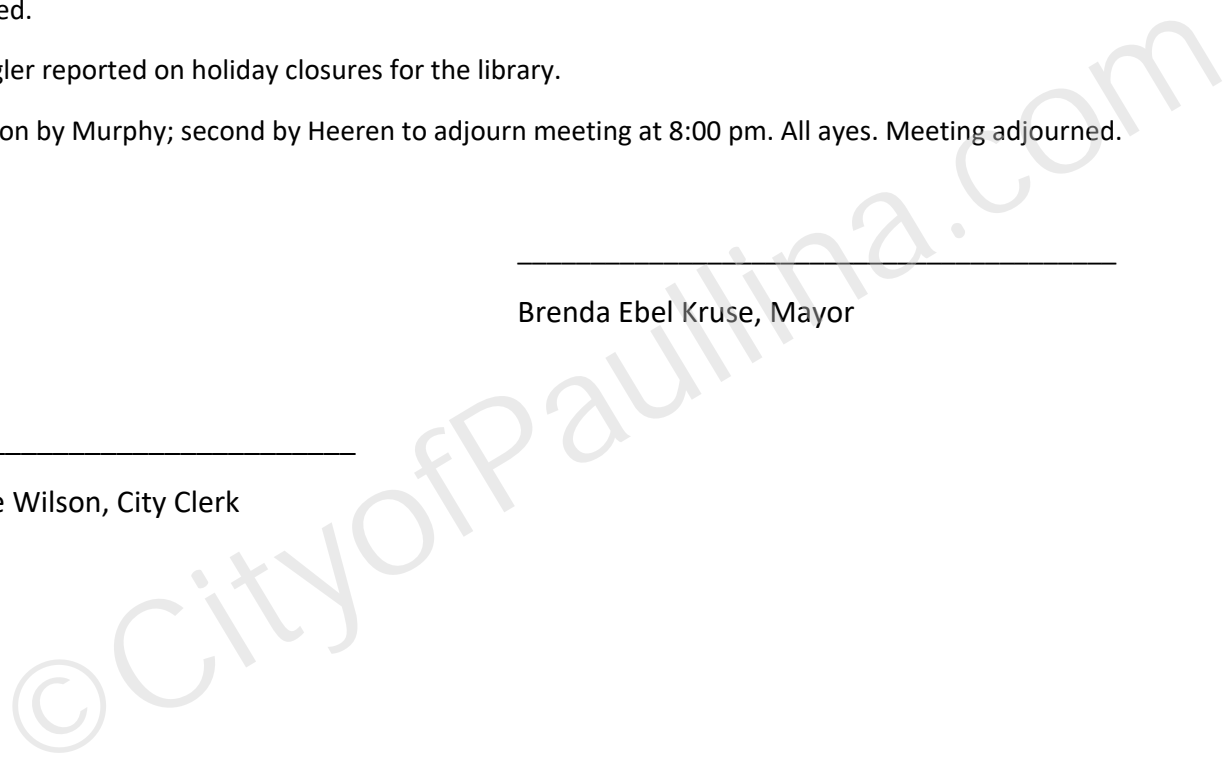 ed.
gler reported on holiday closures for the library.
on by Murphy; second by Heeren to adjourn meeting at 8:00 pm. All ayes. Meeting adjourned.
Brenda Ebel Kruse, Mayor
e Wilson, City Clerk
©CityofPaullina.com